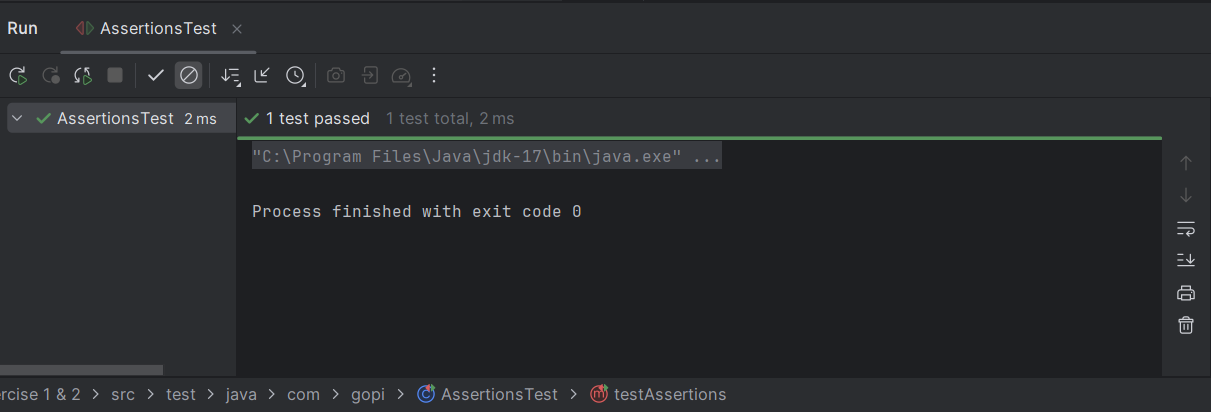 Run AssertionsTest
AssertionsTest 2 ms
1 test passed 1 test total, 2 ms
"C:\Program Files\Java\jdk-17\bin\java.exe" ...
Process finished with exit code 0
rcise 1 & 2 > src > test > java > com > gopi > AssertionsTest > testAssertions